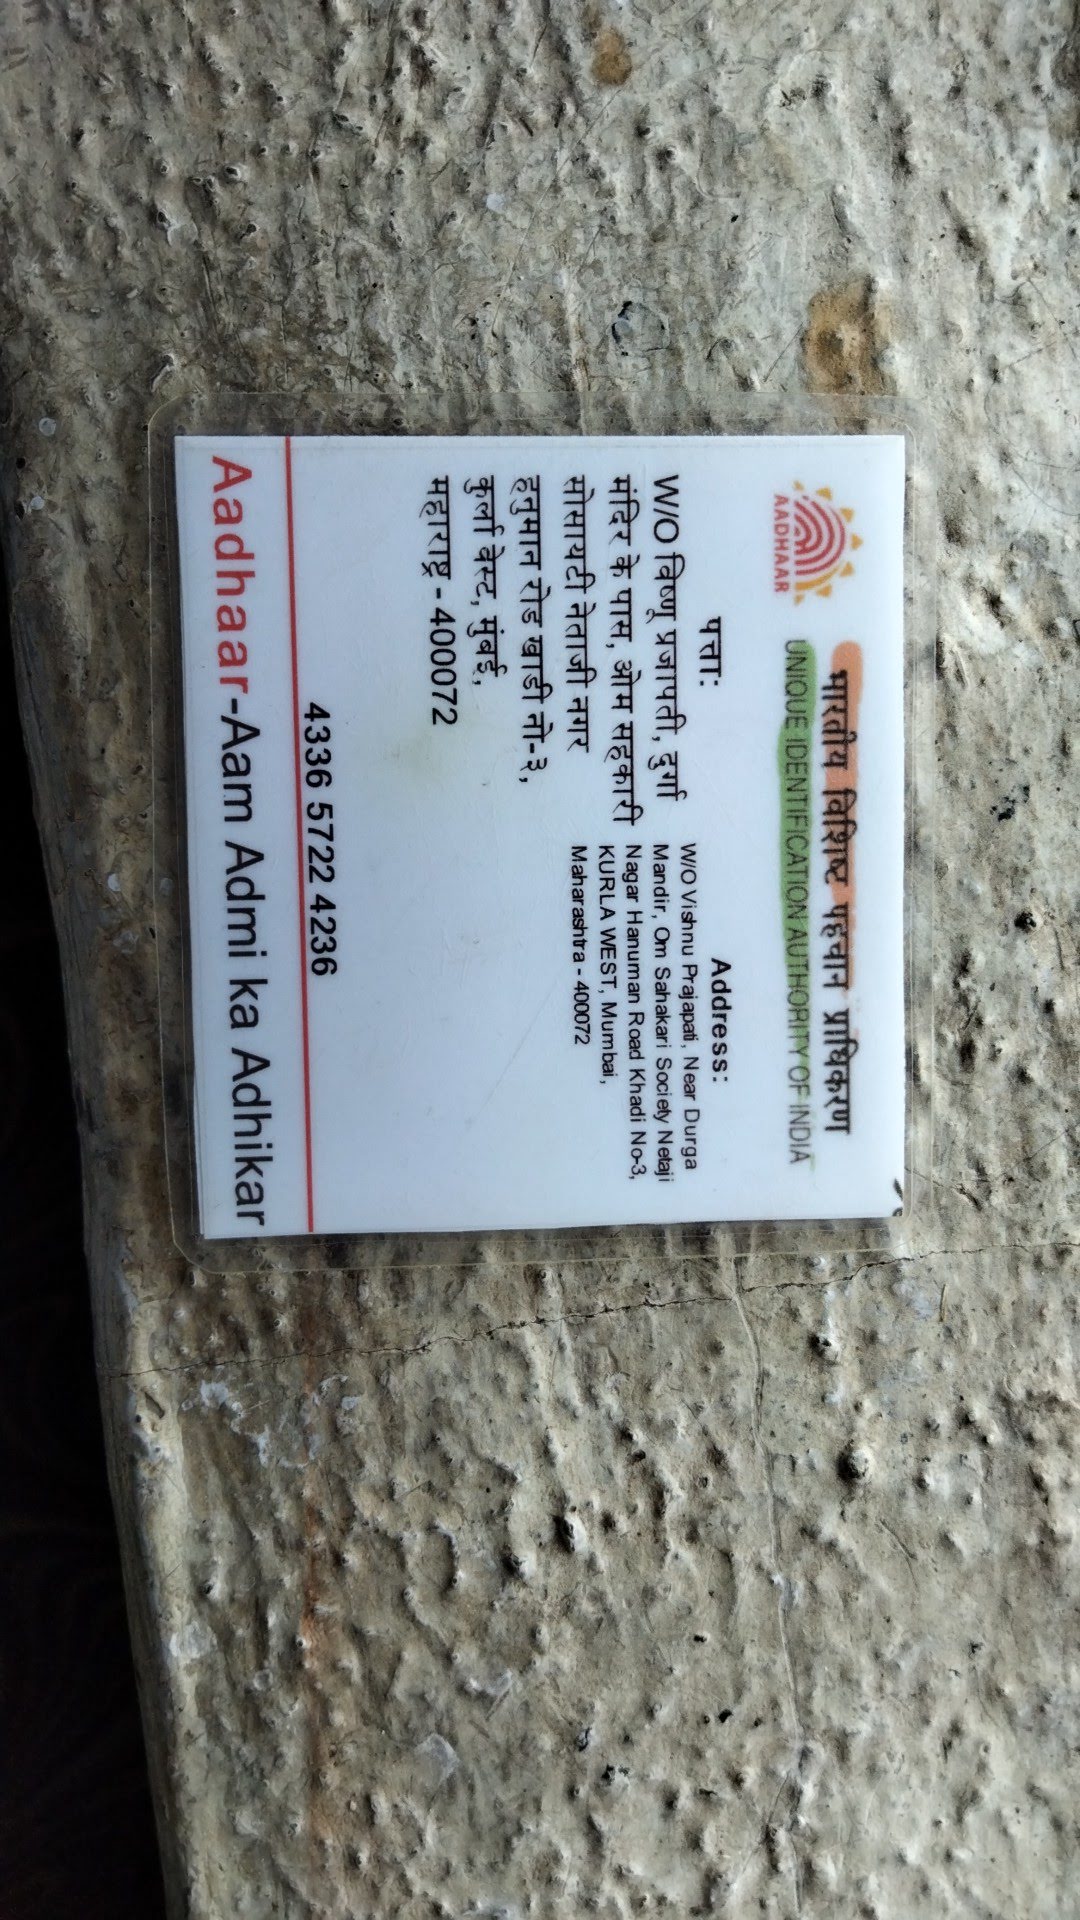 भारतीय विशिष्ट पहचान प्राधिकरण
UNIQUE IDENTIFICATION AUTHORITY OF INDIA
AADHAAR
पत्ता:
W/O विष्णु प्रजापती, दुर्गा
मंदिर के पास, ओम सहकारी
सोसायटी नेताजी नगर
हनुमान रोड खाडी नो-३,
कुर्ला वेस्ट, मुंबई,
महाराष्ट्र - 400072
Address:
W/O Vishnu Prajapati, Near Durga
Mandir, Om Sahakari Society Netaji
Nagar Hanuman Road Khadi No-3,
KURLA WEST, Mumbai,
Maharashtra - 400072
4336 5722 4236
Aadhaar-Aam Admi ka Adhikar